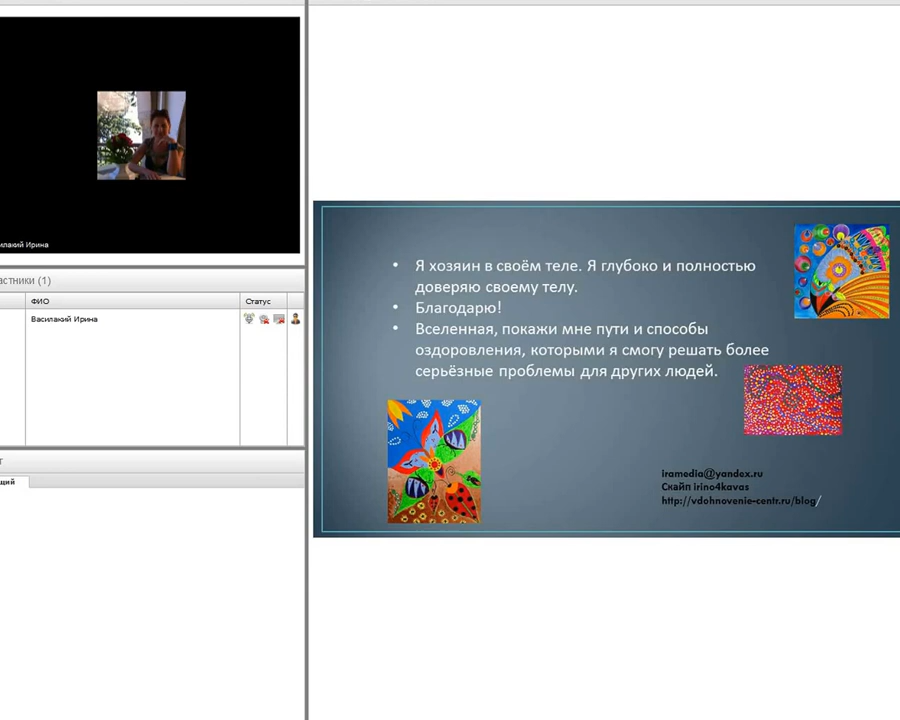 илакий Ирина
астники (1)
ФИО
Статус
Василакий Ирина
т
щий
• Я хозяин в своём теле. Я глубоко и полностью
доверяю своему телу.
• Благодарю!
• Вселенная, покажи мне пути и способы
оздоровления, которыми я смогу решать более
серьёзные проблемы для других людей.
iramedia@yandex.ru
Скайп irino4kavas
http://vdohnovenie-centr.ru/blog/